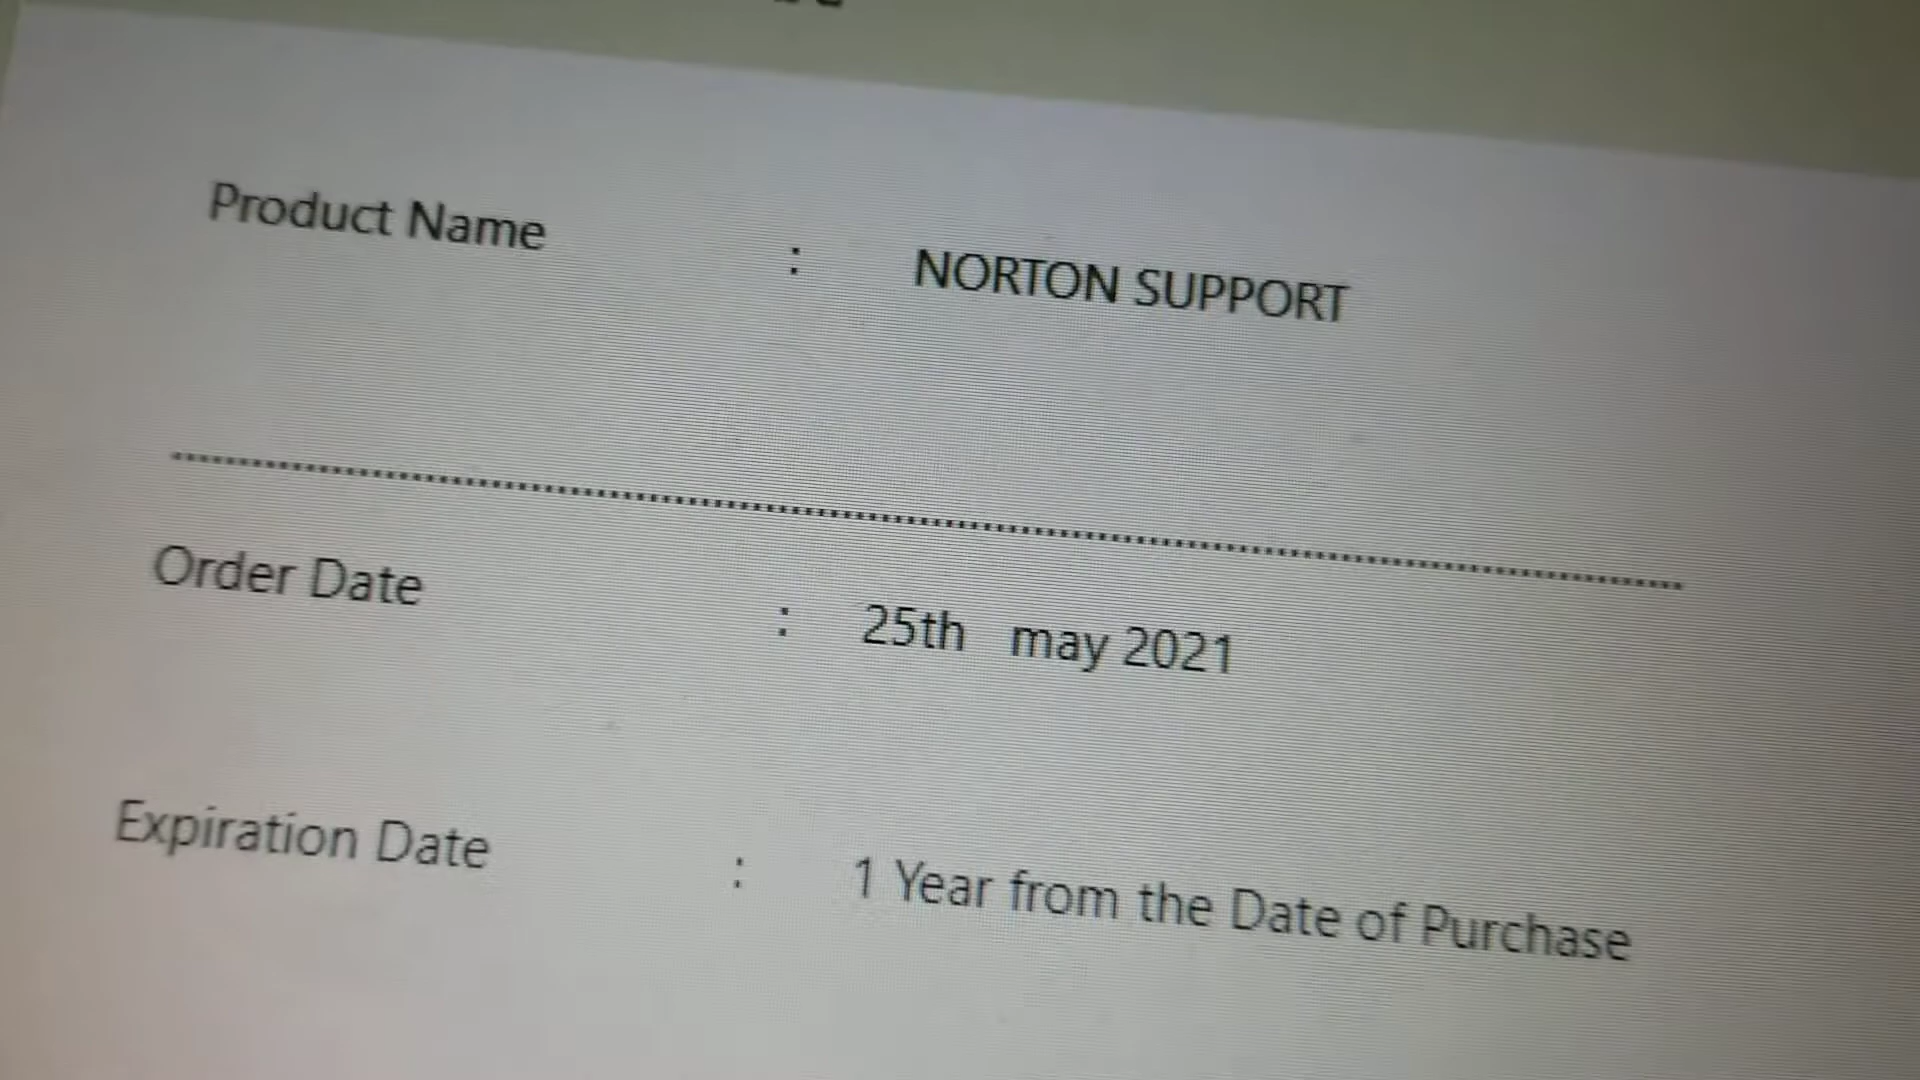 Product Name : NORTON SUPPORT
Order Date : 25th may 2021
Expiration Date : 1 Year from the Date of Purchase